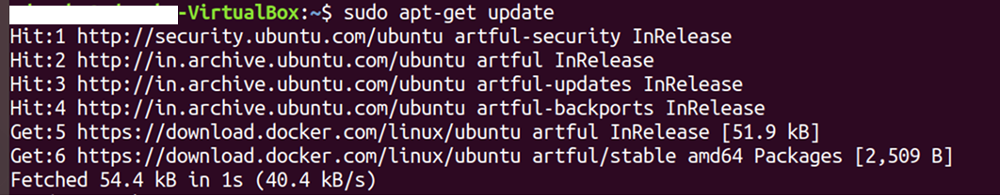 -VirtualBox:~$ sudo apt-get update
Hit:1 http://security.ubuntu.com/ubuntu artful-security InRelease
Hit:2 http://in.archive.ubuntu.com/ubuntu artful InRelease
Hit:3 http://in.archive.ubuntu.com/ubuntu artful-updates InRelease
Hit:4 http://in.archive.ubuntu.com/ubuntu artful-backports InRelease
Get:5 https://download.docker.com/linux/ubuntu artful InRelease [51.9 kB]
Get:6 https://download.docker.com/linux/ubuntu artful/stable amd64 Packages [2,509 B]
Fetched 54.4 kB in 1s (40.4 kB/s)